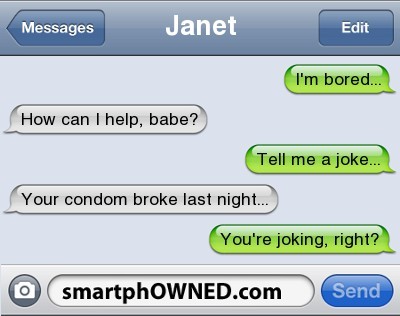 Messages Janet Edit
I'm bored...
How can I help, babe?
Tell me a joke...
Your condom broke last night...
You're joking, right?
smartphOWNED.com Send